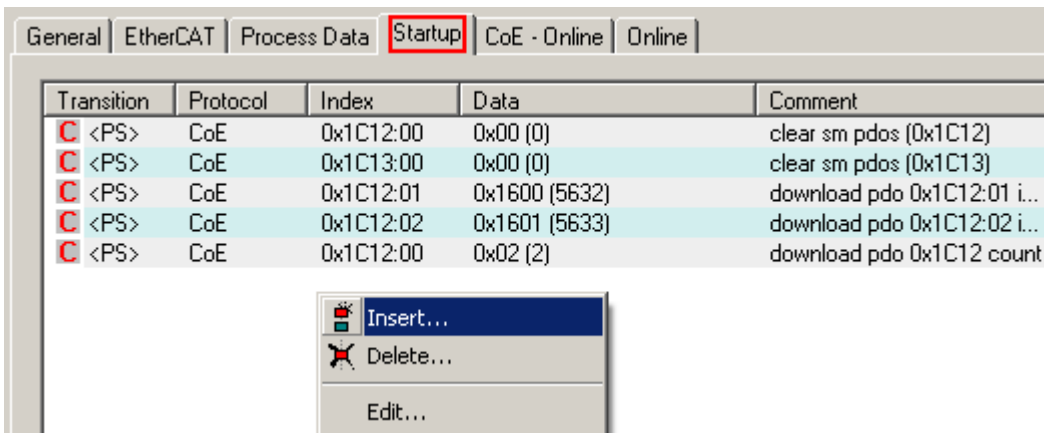 General EtherCAT Process Data Startup CoE - Online Online
Transition Protocol Index Data Comment
C <PS> CoE 0x1C12:00 0x00 (0) clear sm pdos (0x1C12)
C <PS> CoE 0x1C13:00 0x00 (0) clear sm pdos (0x1C13)
C <PS> CoE 0x1C12:01 0x1600 (5632) download pdo 0x1C12:01 i...
C <PS> CoE 0x1C12:02 0x1601 (5633) download pdo 0x1C12:02 i...
C <PS> CoE 0x1C12:00 0x02 (2) download pdo 0x1C12 count
Insert...
Delete...
Edit...